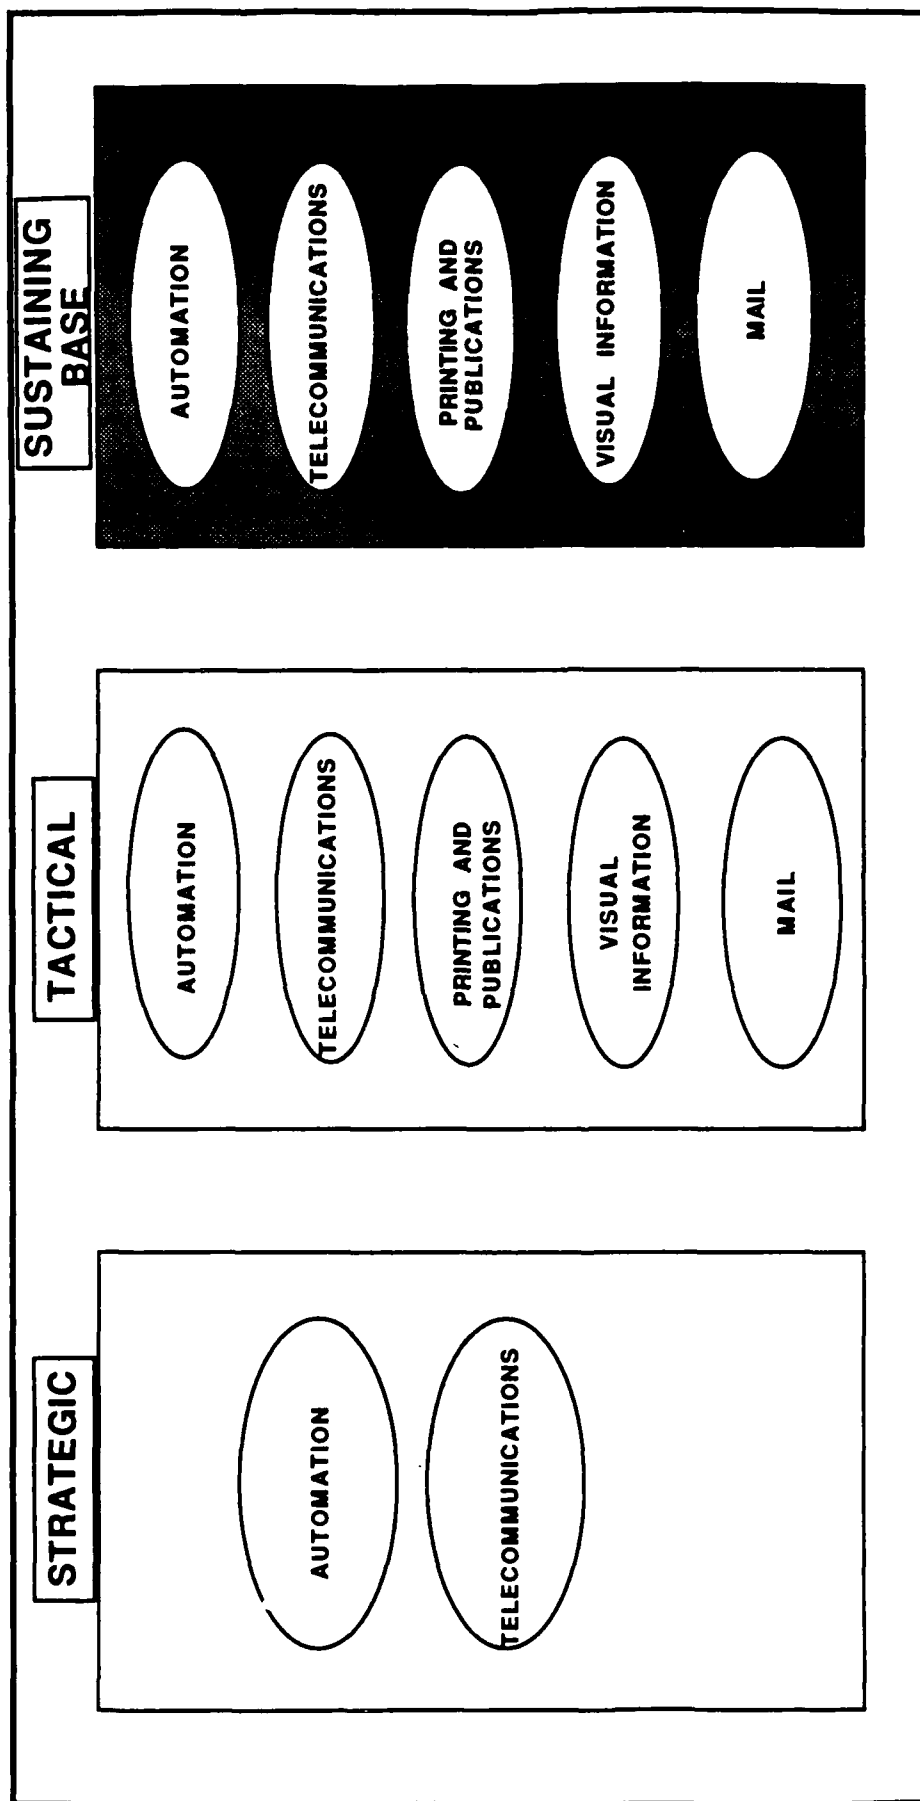 STRATEGIC
AUTOMATION
TELECOMMUNICATIONS
TACTICAL
AUTOMATION
TELECOMMUNICATIONS
PRINTING AND
PUBLICATIONS
VISUAL
INFORMATION
MAIL
SUSTAINING
BASE
AUTOMATION
TELECOMMUNICATIONS
PRINTING AND
PUBLICATIONS
VISUAL INFORMATION
MAIL